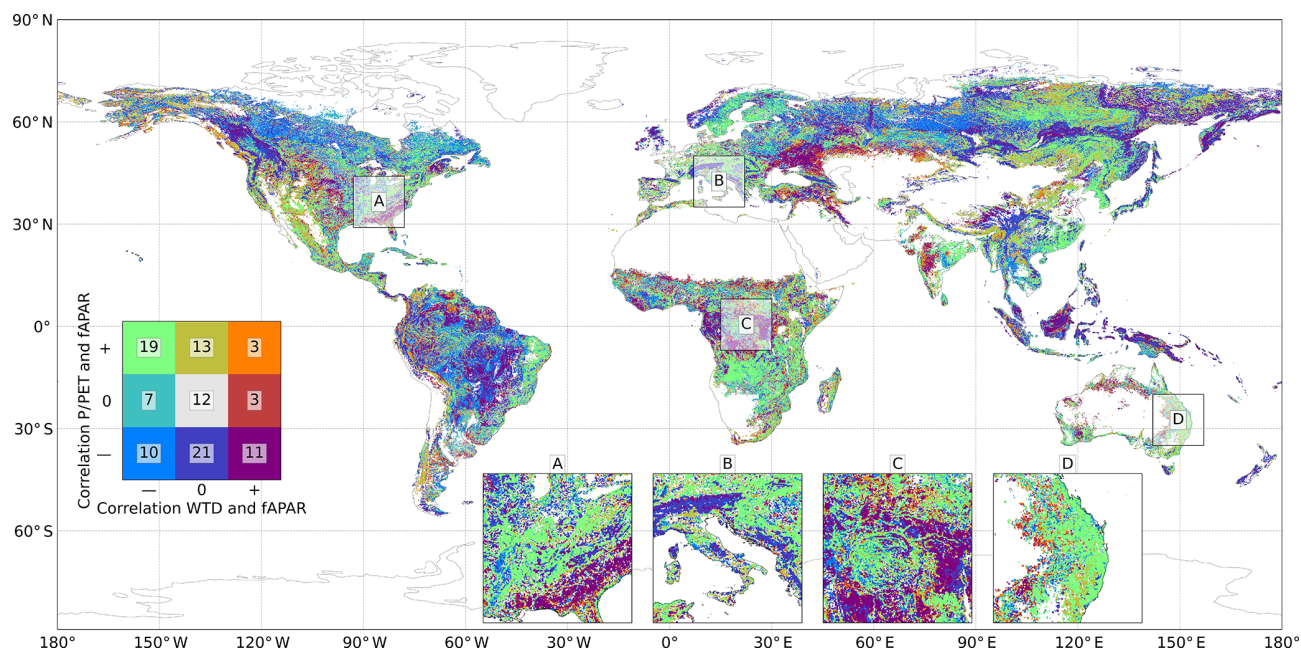 90° N
60° N
30° N
0°
30° S
60° S
A
B
C
D
Correlation P/PET and fAPAR
+
0
—
19
13
3
7
12
3
10
21
11
—
0
+
Correlation WTD and fAPAR
A
B
C
D
180°
150° W
120° W
90° W
60° W
30° W
0°
30° E
60° E
90° E
120° E
150° E
180°